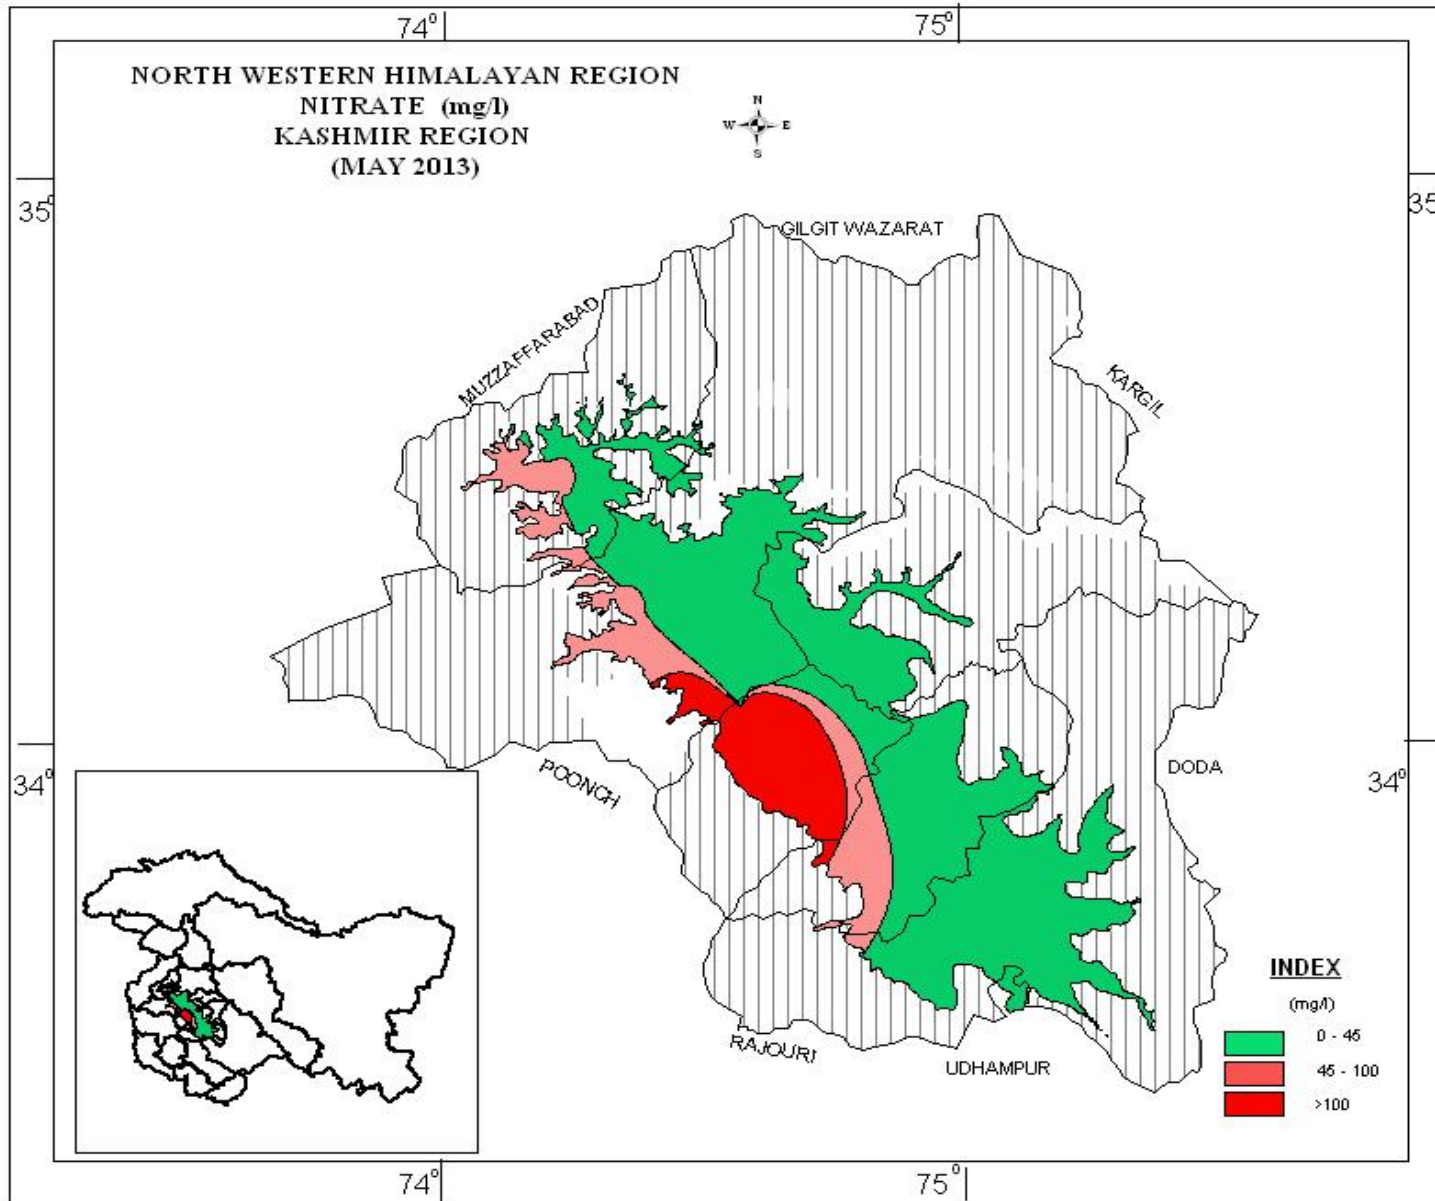 74° 75°
NORTH WESTERN HIMALAYAN REGION
NITRATE (mg/l)
KASHMIR REGION
(MAY 2013)
N
W E
S
35° 35
GILGIT WAZARAT
MUZZAFFARABAD
KARGIL
34° 34°
POONCH
DODA
RAJOURI
UDHAMPUR
INDEX
(mg/l)
0 - 45
45 - 100
>100
74° 75°